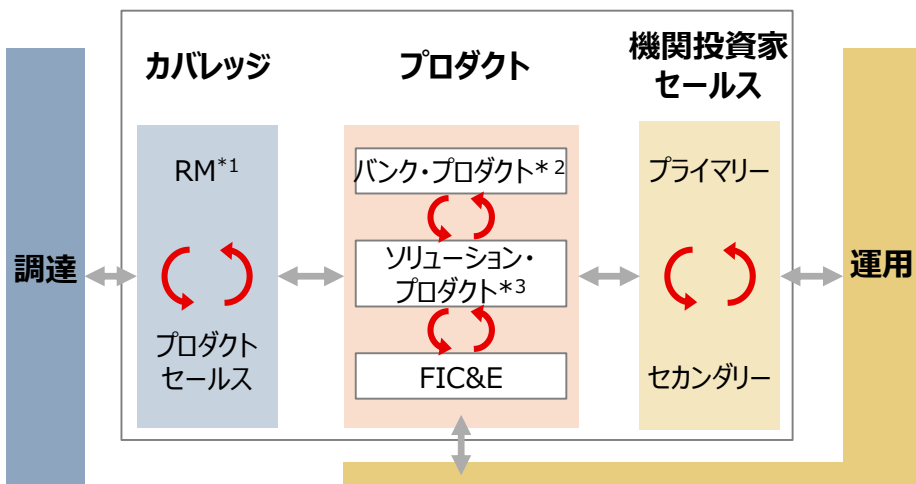 カバレッジ
プロダクト
機関投資家
セールス
調達
RM*1
プロダクト
セールス
バンク・プロダクト*2
ソリューション・
プロダクト*3
FIC&E
プライマリー
セカンダリー
運用